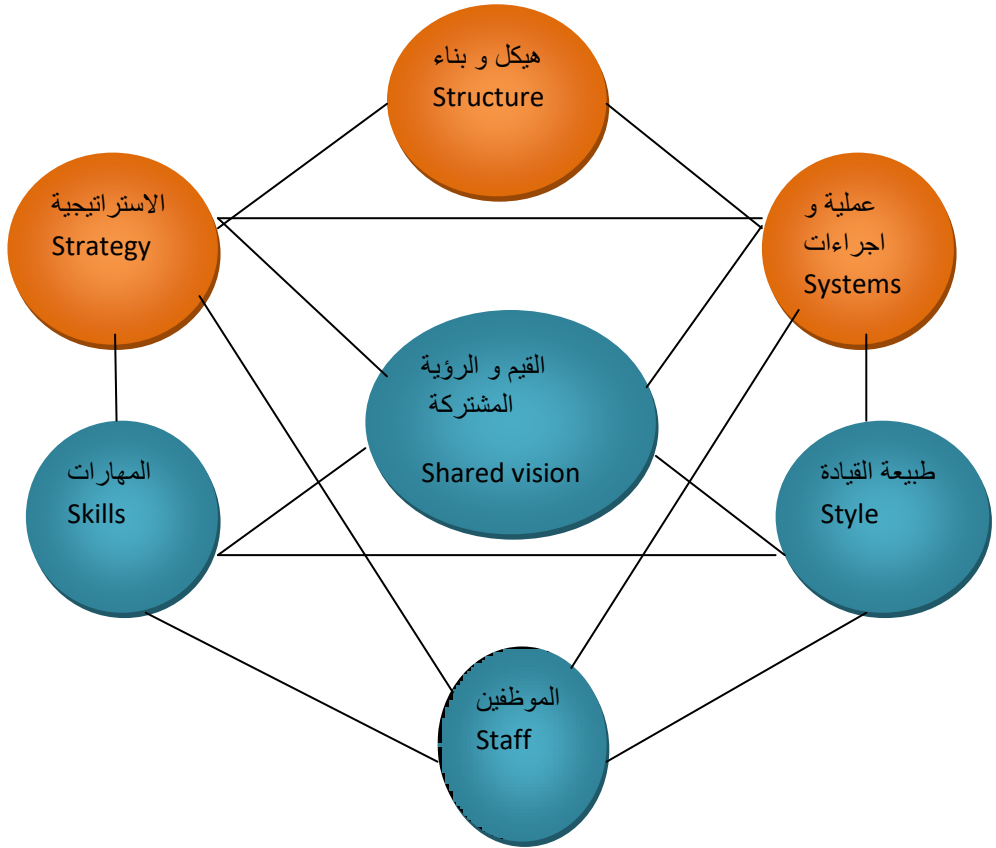 هيكل و بناء
Structure
الاستراتيجية
Strategy
عملية و
اجراءات
Systems
القيم و الرؤية
المشتركة
Shared vision
المهارات
Skills
طبيعة القيادة
Style
الموظفين
Staff